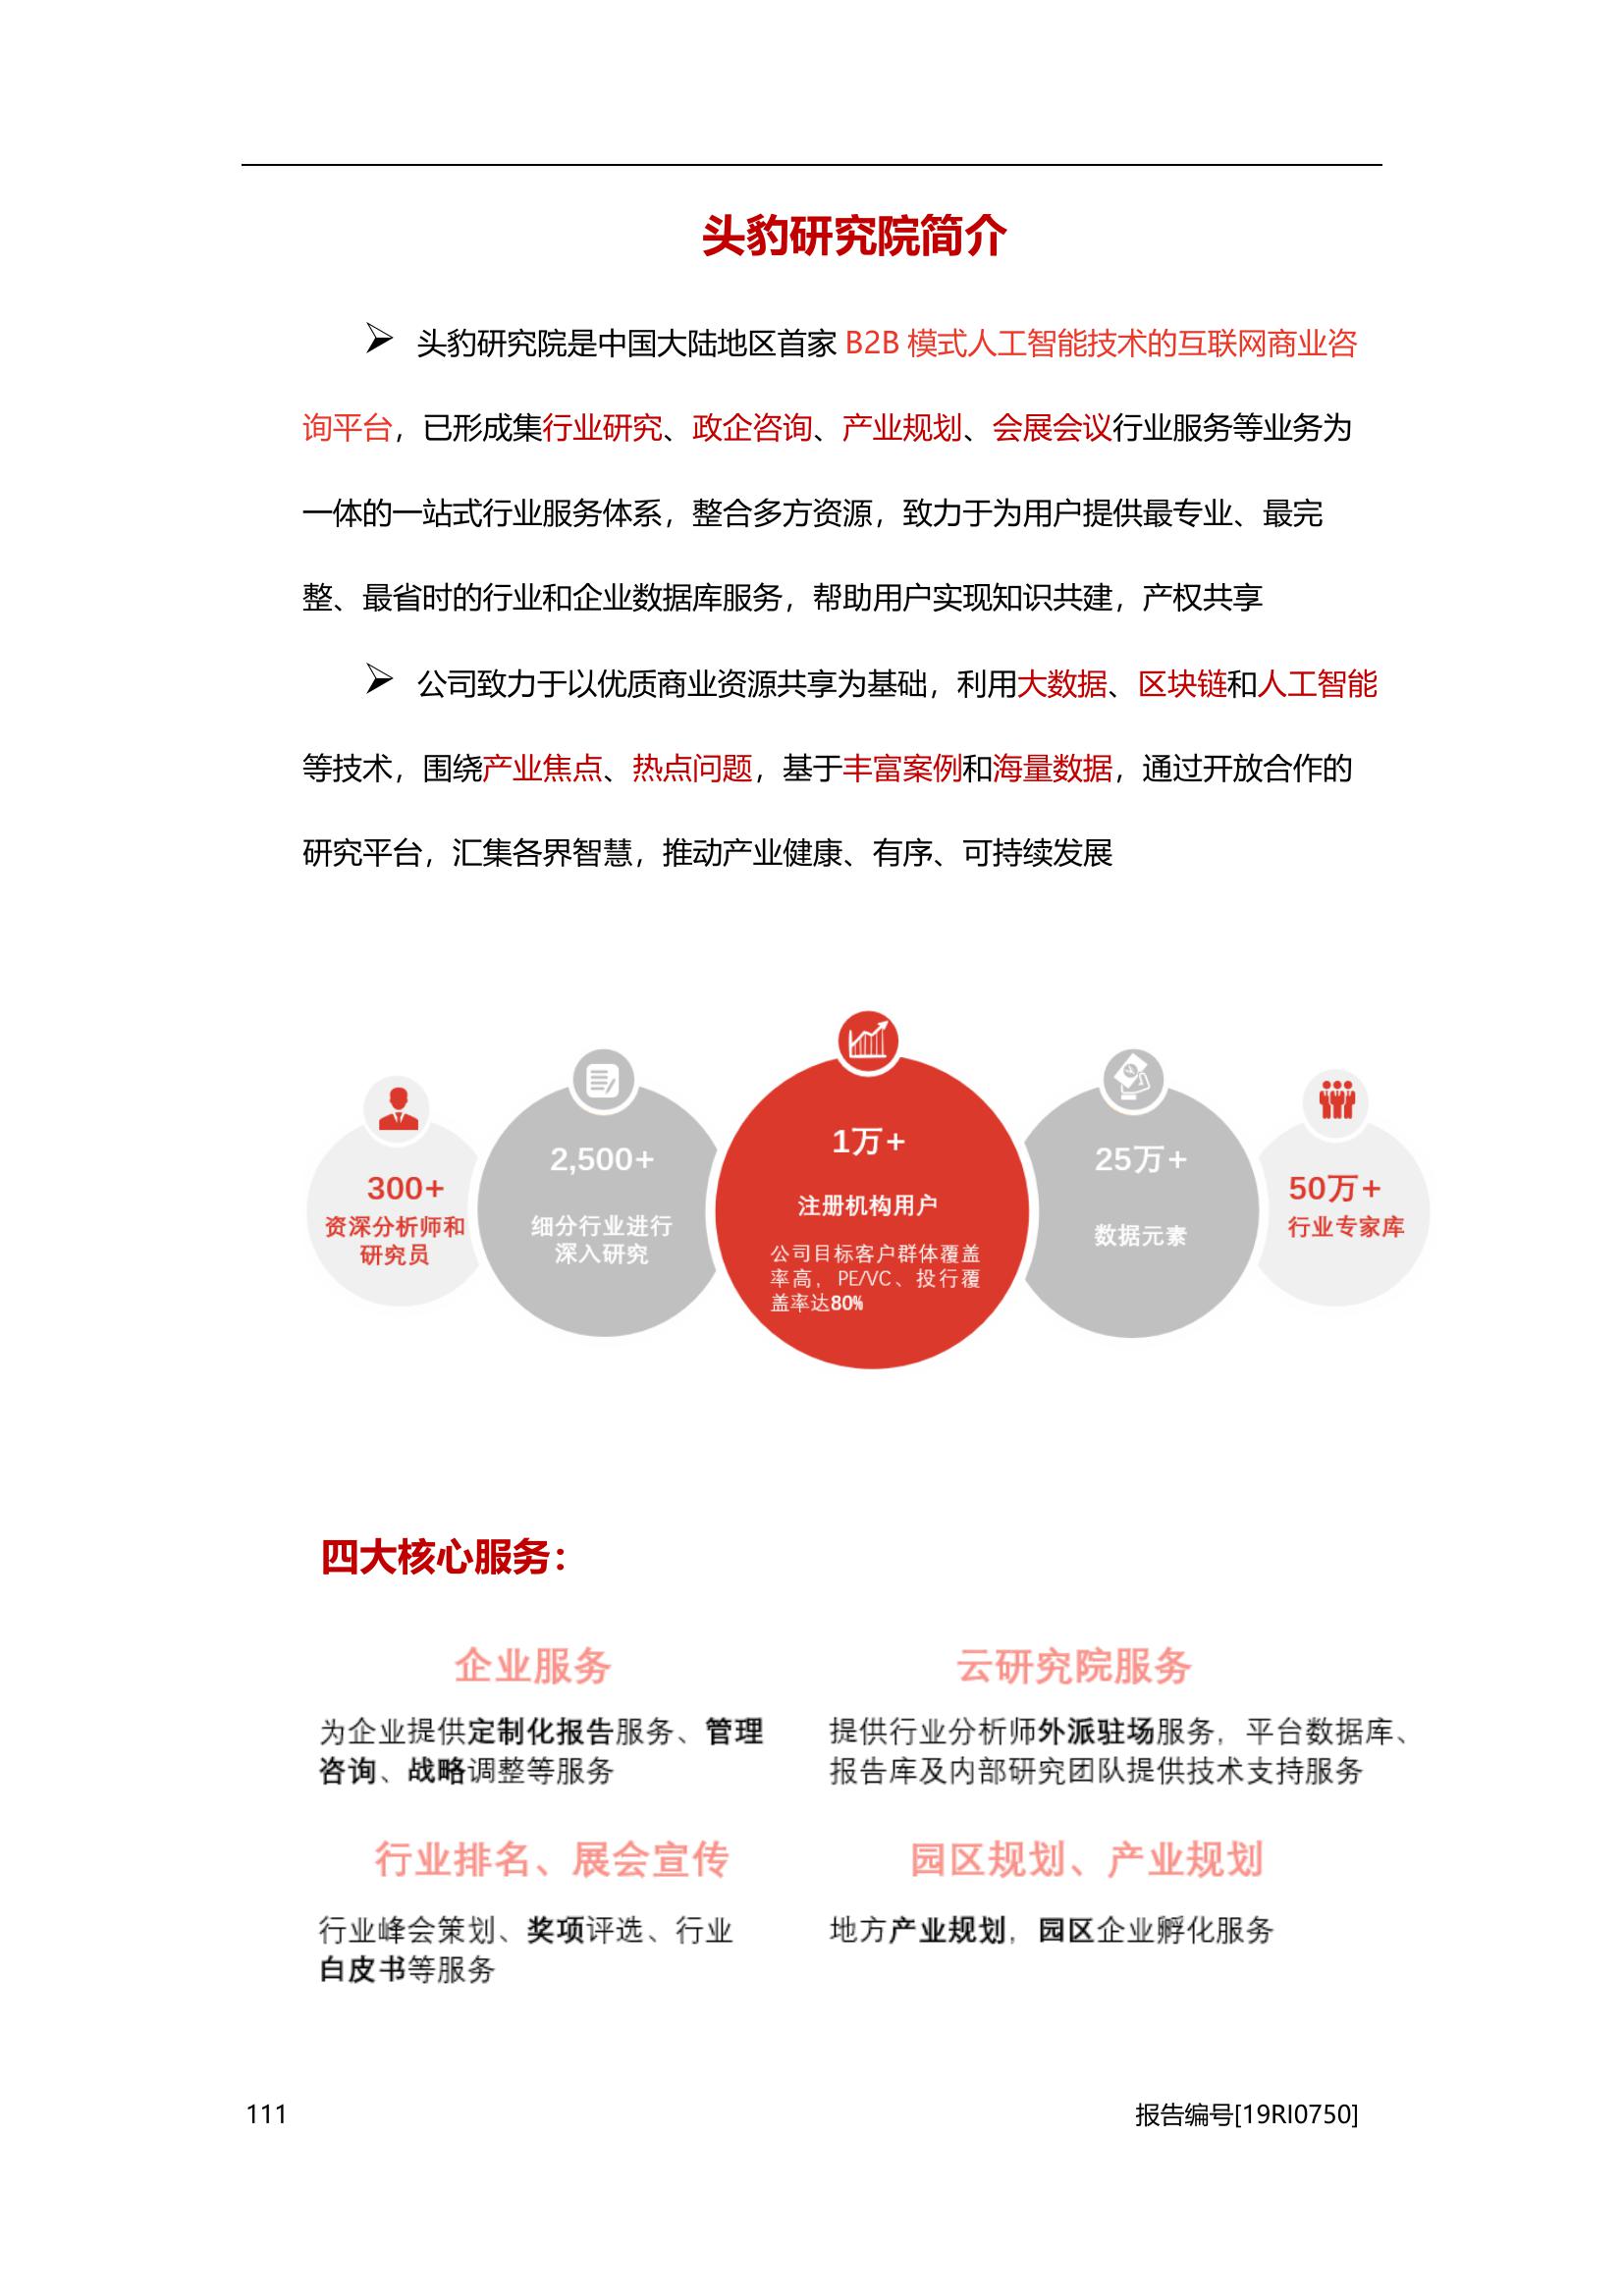 头豹研究院简介
➢ 头豹研究院是中国大陆地区首家 B2B 模式人工智能技术的互联网商业咨
询平台，已形成集行业研究、政企咨询、产业规划、会展会议行业服务等业务为
一体的一站式行业服务体系，整合多方资源，致力于为用户提供最专业、最完
整、最省时的行业和企业数据库服务，帮助用户实现知识共建，产权共享
➢ 公司致力于以优质商业资源共享为基础，利用大数据、区块链和人工智能
等技术，围绕产业焦点、热点问题，基于丰富案例和海量数据，通过开放合作的
研究平台，汇集各界智慧，推动产业健康、有序、可持续发展
300+
资深分析师和
研究员
2,500+
细分行业进行
深入研究
1万+
注册机构用户
公司目标客户群体覆盖
率高，PE/VC、投行覆
盖率达80%
25万+
数据元素
50万+
行业专家库
四大核心服务：
企业服务
为企业提供定制化报告服务、管理
咨询、战略调整等服务
云研究院服务
提供行业分析师外派驻场服务，平台数据库、
报告库及内部研究团队提供技术支持服务
行业排名、展会宣传
行业峰会策划、奖项评选、行业
白皮书等服务
园区规划、产业规划
地方产业规划，园区企业孵化服务
111
报告编号[19RI0750]